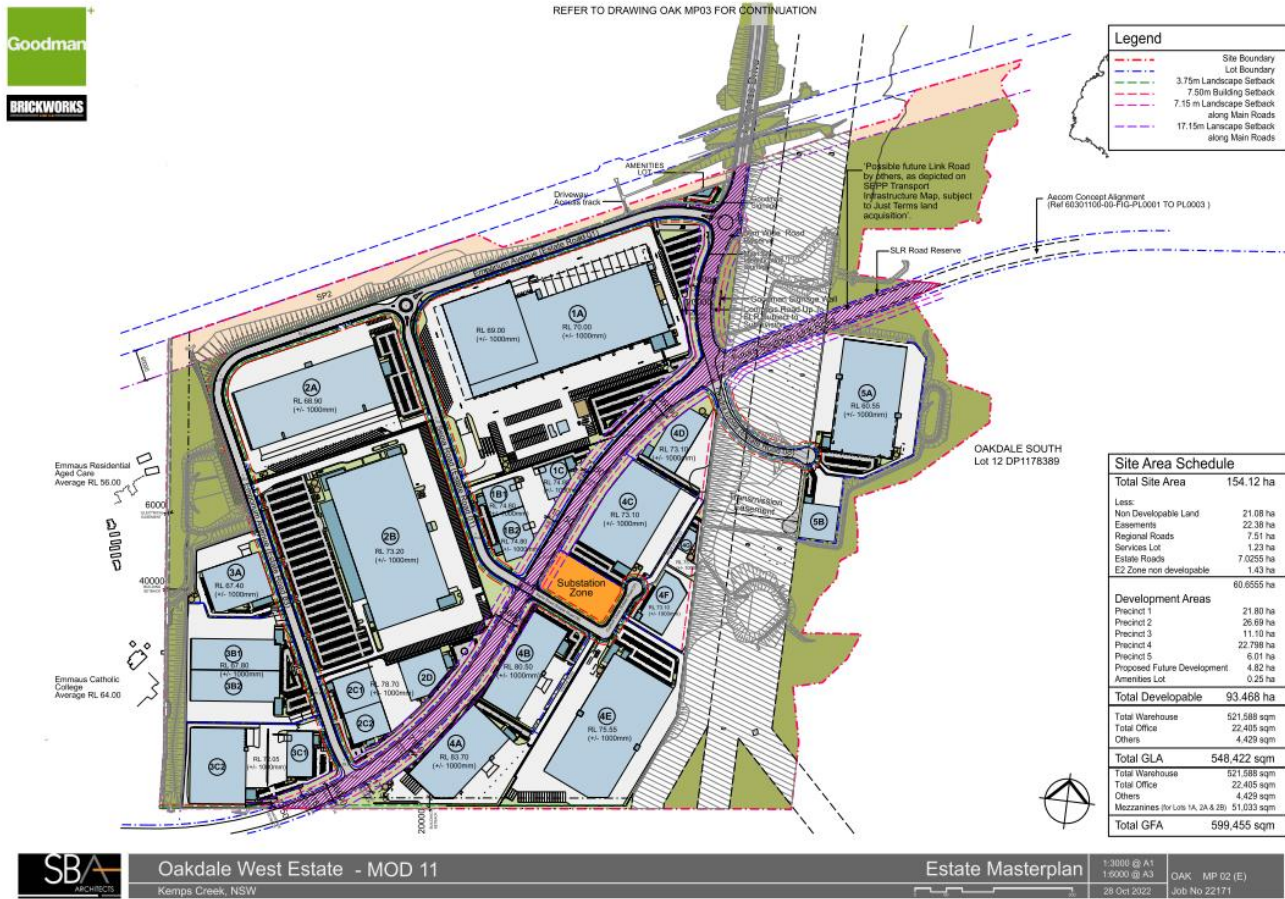 REFER TO DRAWING OAK MP03 FOR CONTINUATION
Goodman
BRICKWORKS
Legend
Site Boundary
Lot Boundary
3.75m Landscape Setback
7.50m Building Setback
7.15 m Landscape Setback
along Main Roads
17.15m Lanscape Setback
along Main Roads
AMENITIES
LOT
Driveway
Access track
'Possible future Link Road
by others, as depicted on
SEPP Transport
Infrastructure Map, subject
to Just Terms land
acquisition'.
Aecom Concept Alignment
(Ref 60301100-00-FIG-PL0001 TO PL0003 )
SLR Road Reserve
Goodman Signage Wall
SP2
1A
RL 69.00
RL 70.00
(+/- 1000mm)
2A
RL 68.90
(+/- 1000mm)
5A
RL 60.55
(+/- 1000mm)
4D
RL 73.10
(+/- 1000mm)
OAKDALE SOUTH
Lot 12 DP1178389
Emmaus Residential
Aged Care
Average RL 56.00
6000
1C
1B1
1B2
RL 74.80
4C
RL 73.10
(+/- 1000mm)
Transmission
Easement
5B
2B
RL 73.20
(+/- 1000mm)
3A
RL 67.40
(+/- 1000mm)
40000
Substation
Zone
4F
RL 73.10
3B1
RL 67.80
(+/- 1000mm)
3B2
4B
RL 80.50
(+/- 1000mm)
Emmaus Catholic
College
Average RL 64.00
2C1
RL 78.70
(+/- 1000mm)
2D
2C2
4E
RL 75.55
(+/- 1000mm)
4A
RL 83.70
(+/- 1000mm)
3C2
3C1
(+/- 1000mm)
20000
Site Area Schedule
Total Site Area 154.12 ha
Less:
Non Developable Land 21.08 ha
Easements 22.38 ha
Regional Roads 7.51 ha
Services Lot 1.23 ha
Estate Roads 7.0255 ha
E2 Zone non developable 1.43 ha
60.6555 ha
Development Areas
Precinct 1 21.80 ha
Precinct 2 26.69 ha
Precinct 3 11.10 ha
Precinct 4 22.798 ha
Precinct 5 6.01 ha
Proposed Future Development 4.82 ha
Amenities Lot 0.25 ha
Total Developable 93.468 ha
Total Warehouse 521,588 sqm
Total Office 22,405 sqm
Others 4,429 sqm
Total GLA 548,422 sqm
Total Warehouse 521,588 sqm
Total Office 22,405 sqm
Others 4,429 sqm
Mezzanines (for Lots 1A, 2A & 2B) 51,033 sqm
Total GFA 599,455 sqm
SBA
ARCHITECTS
Oakdale West Estate - MOD 11
Kemps Creek, NSW
Estate Masterplan
1:3000 @ A1
1:6000 @ A3
28 Oct 2022
OAK MP 02 (E)
Job No 22171